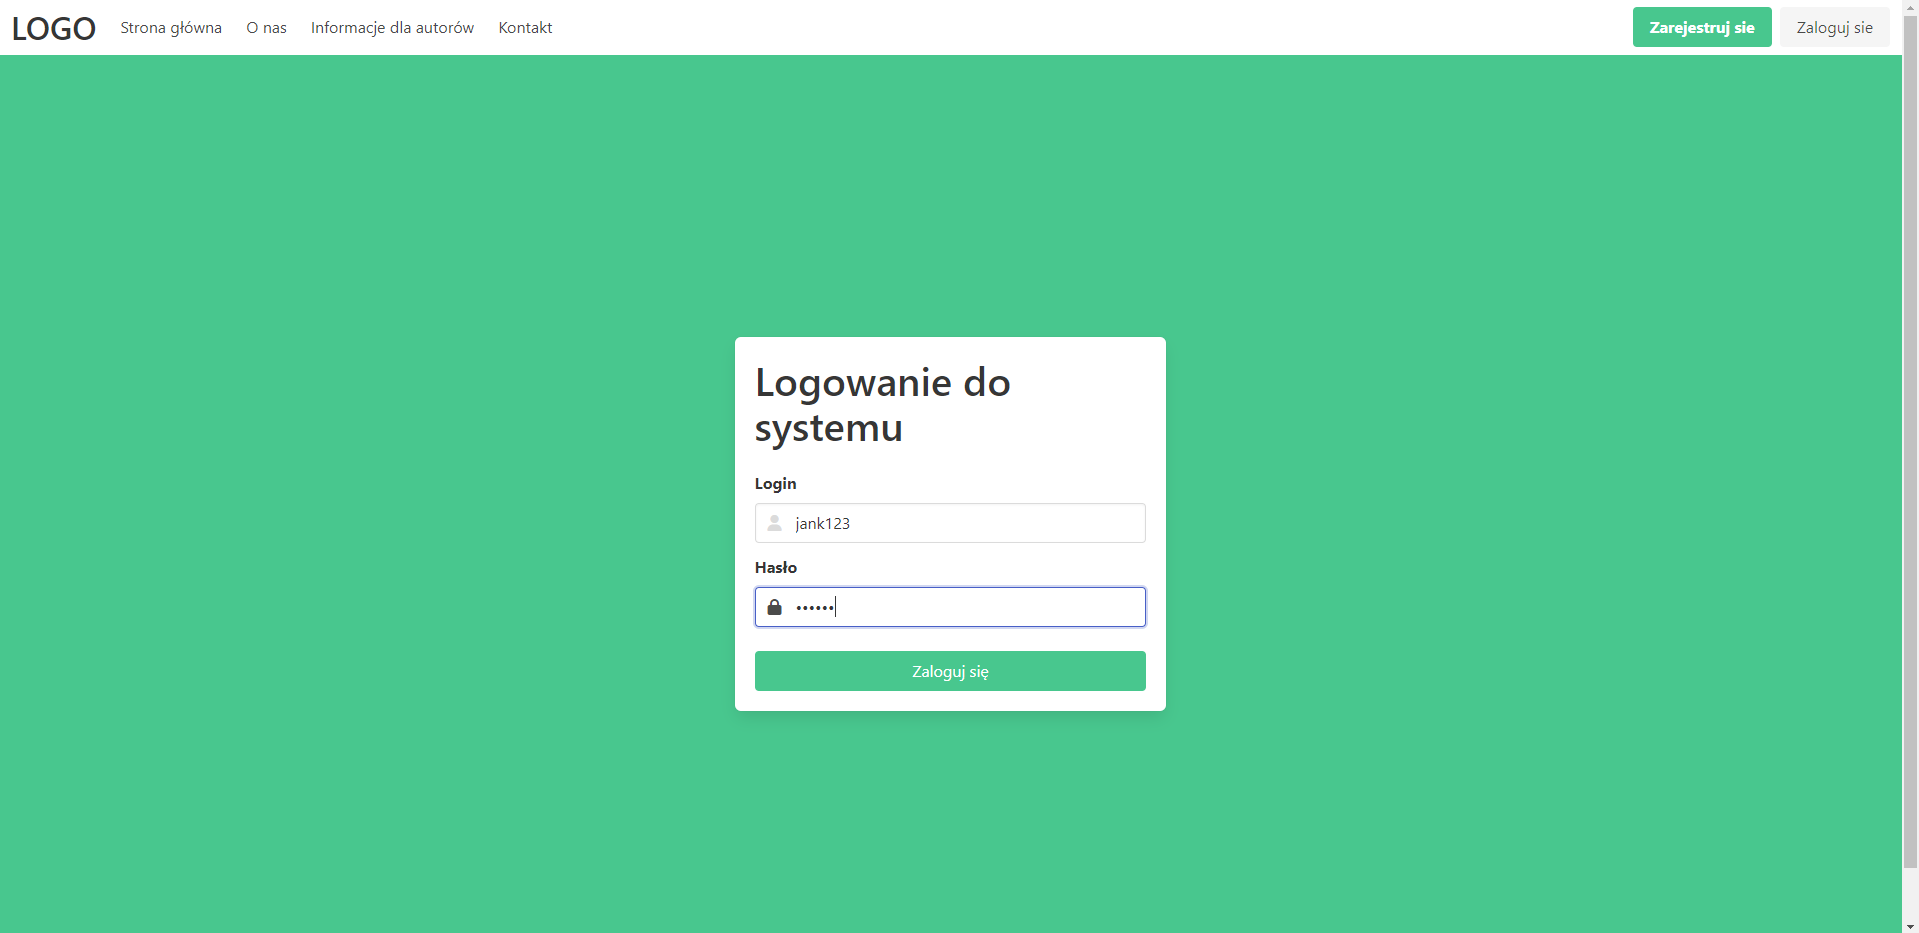 LOGO Strona główna O nas Informacje dla autorów Kontakt Zarejestruj sie Zaloguj sie
Logowanie do
systemu
Login
jank123
Hasło
••••••
Zaloguj się